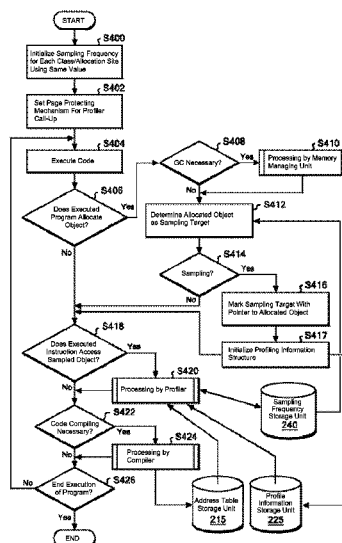 START
S400
Initialize Sampling Frequency
for Each Class/Allocation Site
Using Same Value
S402
Set Page Protecting
Mechanism For Profiler
Call-Up
S404
Execute Code
S406
Does Executed
Program Allocate
Object?
Yes
No
S408
GC Necessary?
Yes
No
S410
Processing by Memory
Managing Unit
S412
Determine Allocated Object
as Sampling Target
S414
Sampling?
Yes
No
S416
Mark Sampling Target With
Pointer to Allocated Object
S417
Initialize Profiling Information
Structure
S418
Does Executed
Instruction Access
Sampled Object?
Yes
No
S420
Processing by Profiler
Sampling
Frequency
Storage Unit
240
S422
Code Compiling
Necessary?
Yes
No
S424
Processing by
Compiler
S426
End Execution
of Program?
No
Yes
Address Table
Storage Unit
215
Profile
Information
Storage Unit
225
END